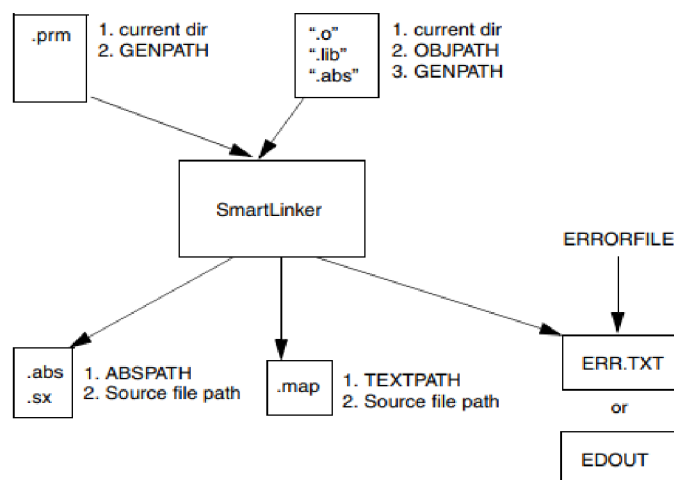 .prm
1. current dir
2. GENPATH
“.o”
“.lib”
“.abs”
1. current dir
2. OBJPATH
3. GENPATH
SmartLinker
ERRORFILE
.abs
.sx
1. ABSPATH
2. Source file path
.map
1. TEXTPATH
2. Source file path
ERR.TXT
or
EDOUT